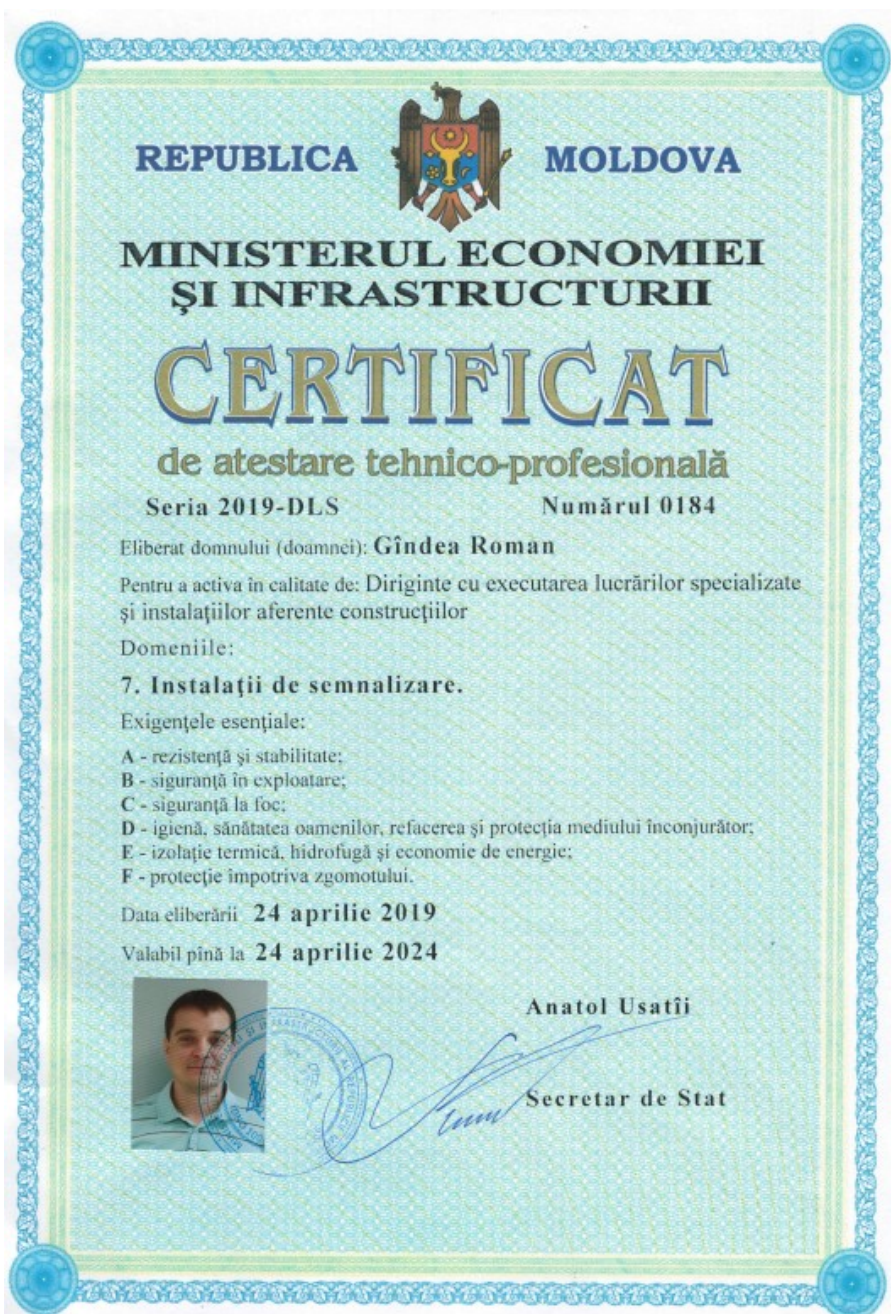 REPUBLICA MOLDOVA
MINISTERUL ECONOMIEI
ŞI INFRASTRUCTURII
CERTIFICAT
de atestare tehnico-profesională
Seria 2019-DLS Numărul 0184
Eliberat domnului (doamnei): Gîndea Roman
Pentru a activa în calitate de: Diriginte cu executarea lucrărilor specializate
şi instalaţiilor aferente construcţiilor
Domeniile:
7. Instalaţii de semnalizare.
Exigenţele esenţiale:
A - rezistenţă şi stabilitate;
B - siguranţă în exploatare;
C - siguranţă la foc;
D - igienă, sănătatea oamenilor, refacerea şi protecţia mediului înconjurător;
E - izolaţie termică, hidrofugă şi economie de energie;
F - protecţie împotriva zgomotului.
Data eliberării 24 aprilie 2019
Valabil pînă la 24 aprilie 2024
Anatol Usatîi
Secretar de Stat